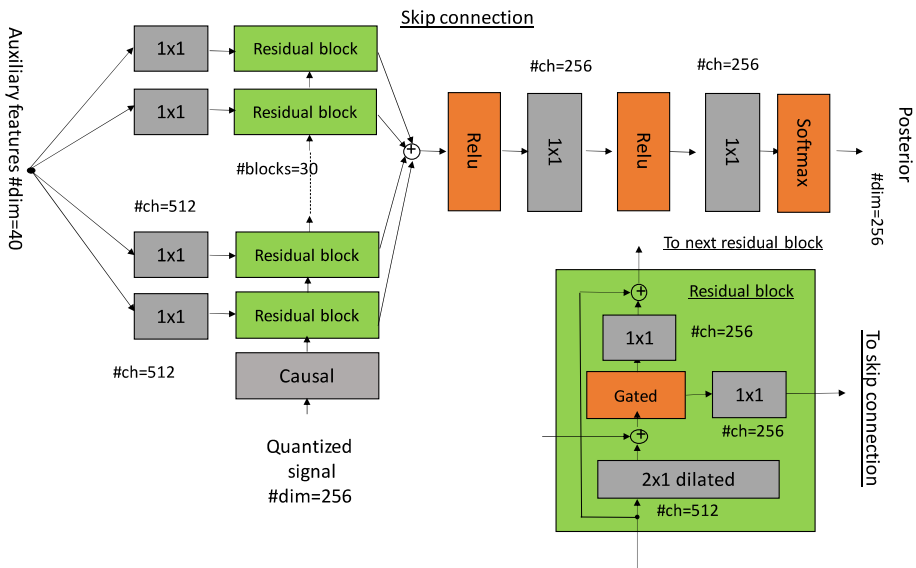 Skip connection
Auxiliary features #dim=40
1x1
Residual block
1x1
Residual block
#blocks=30
#ch=512
1x1
Residual block
1x1
Residual block
#ch=512
Causal
Quantized
signal
#dim=256
Relu
#ch=256
1x1
Relu
#ch=256
1x1
Softmax
Posterior
#dim=256
To next residual block
Residual block
1x1
#ch=256
Gated
1x1
#ch=256
2x1 dilated
#ch=512
To skip connection